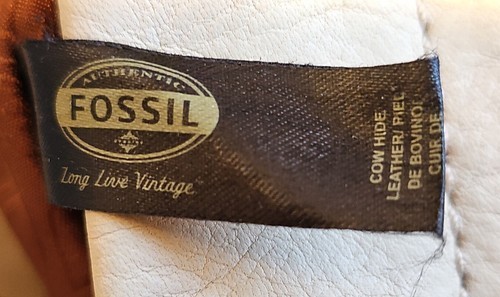 AUTHENTIC
FOSSIL
Long Live Vintage
COW HIDE
LEATHER/ PIEL
DE BOVINO/
CUIR DE